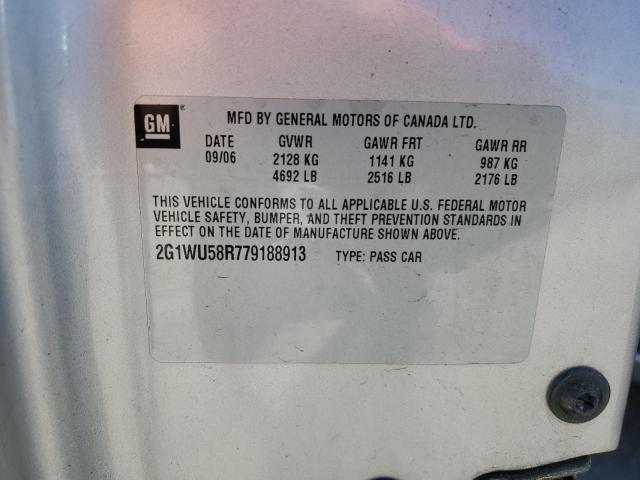 GM
MFD BY GENERAL MOTORS OF CANADA LTD.
DATE GVWR GAWR FRT GAWR RR
09/06 2128 KG 1141 KG 987 KG
4692 LB 2516 LB 2176 LB
THIS VEHICLE CONFORMS TO ALL APPLICABLE U.S. FEDERAL MOTOR
VEHICLE SAFETY, BUMPER, AND THEFT PREVENTION STANDARDS IN
EFFECT ON THE DATE OF MANUFACTURE SHOWN ABOVE.
2G1WU58R779188913 TYPE: PASS CAR